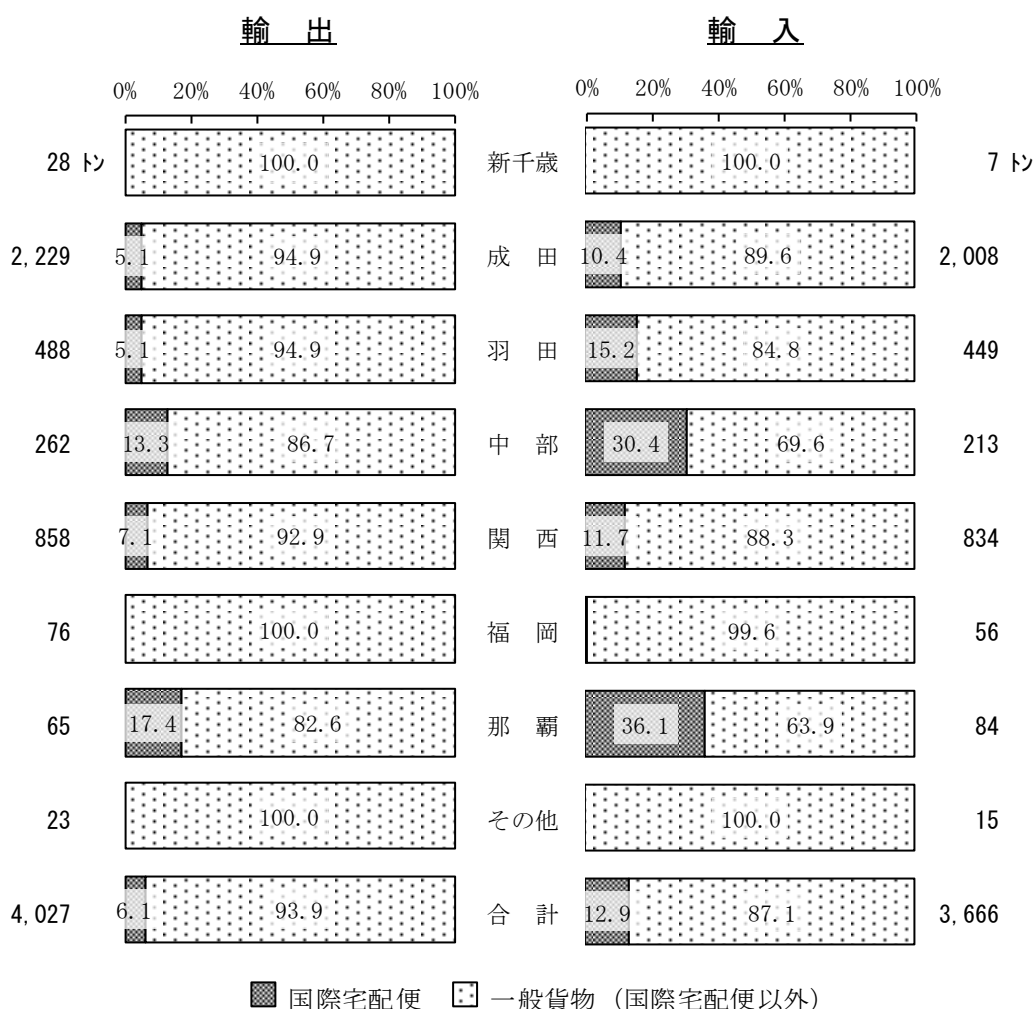 輸 出 輸 入
0% 20% 40% 60% 80% 100% 0% 20% 40% 60% 80% 100%
28 ﾄﾝ 100.0 新千歳 100.0 7 ﾄﾝ
2,229 5.1 94.9 成 田 10.4 89.6 2,008
488 5.1 94.9 羽 田 15.2 84.8 449
262 13.3 86.7 中 部 30.4 69.6 213
858 7.1 92.9 関 西 11.7 88.3 834
76 100.0 福 岡 99.6 56
65 17.4 82.6 那 覇 36.1 63.9 84
23 100.0 その他 100.0 15
4,027 6.1 93.9 合 計 12.9 87.1 3,666
国際宅配便 一般貨物（国際宅配便以外）